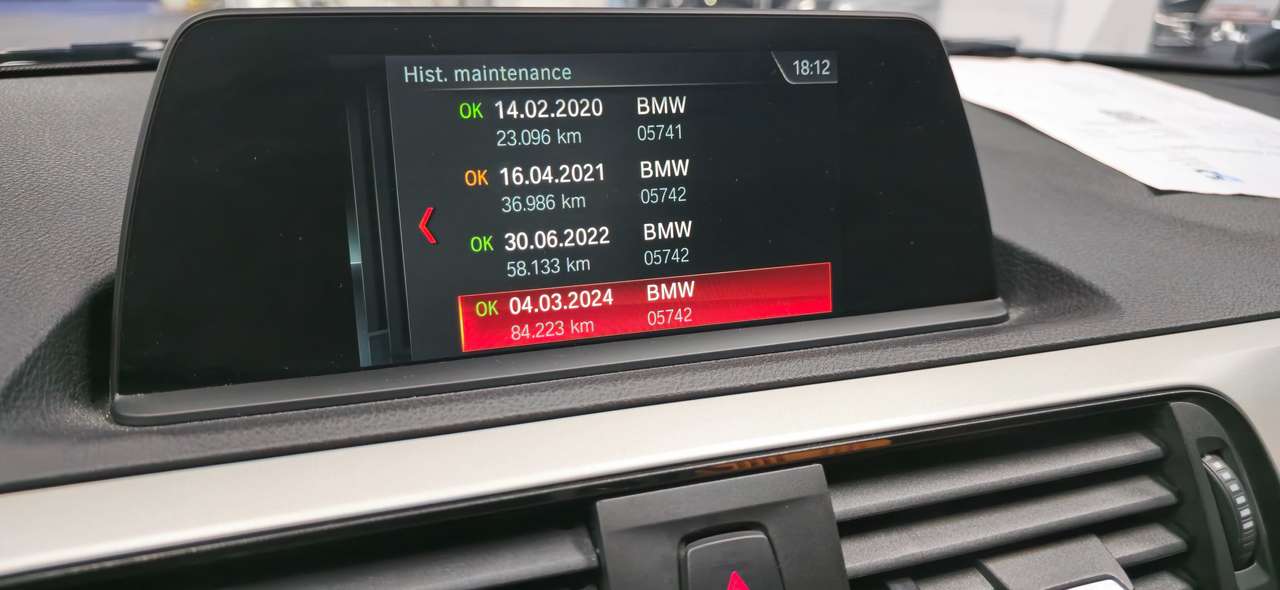 Hist. maintenance 18:12
OK 14.02.2020 BMW
23.096 km 05741
OK 16.04.2021 BMW
36.986 km 05742
OK 30.06.2022 BMW
58.133 km 05742
OK 04.03.2024 BMW
84.223 km 05742